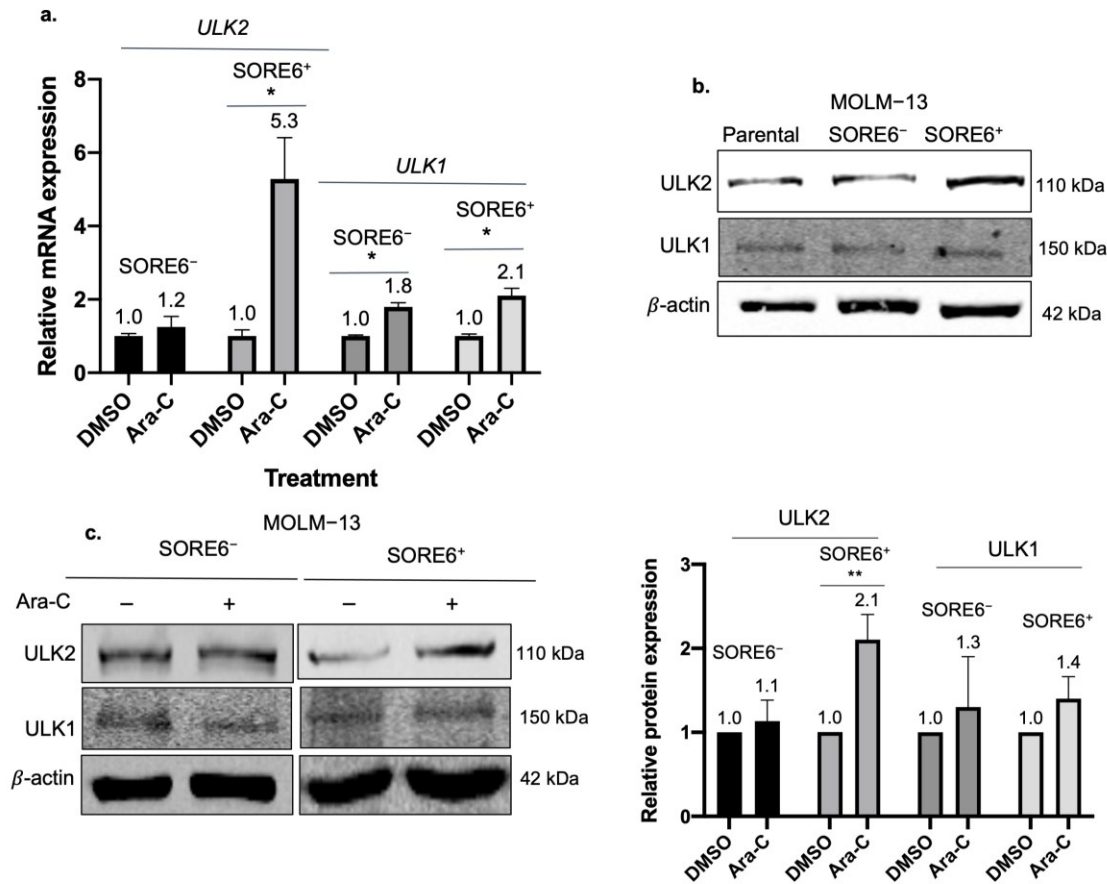 a.
ULK2
SORE6⁺
*
5.3
ULK1
SORE6⁺
*
SORE6⁻
*
SORE6⁻
1.0 1.2 1.0 1.0 1.8 1.0 2.1
8
6
4
2
0
Relative mRNA expression
DMSO Ara-C DMSO Ara-C DMSO Ara-C DMSO Ara-C
Treatment
b.
MOLM−13
Parental SORE6⁻ SORE6⁺
ULK2 110 kDa
ULK1 150 kDa
β-actin 42 kDa
c.
MOLM−13
SORE6⁻ SORE6⁺
Ara-C − + − +
ULK2 110 kDa
ULK1 150 kDa
β-actin 42 kDa
ULK2
SORE6⁺
**
2.1
ULK1
SORE6⁻
SORE6⁺
SORE6⁻
1.0 1.1 1.0 1.0 1.3 1.0 1.4
3
2
1
0
Relative protein expression
DMSO Ara-C DMSO Ara-C DMSO Ara-C DMSO Ara-C